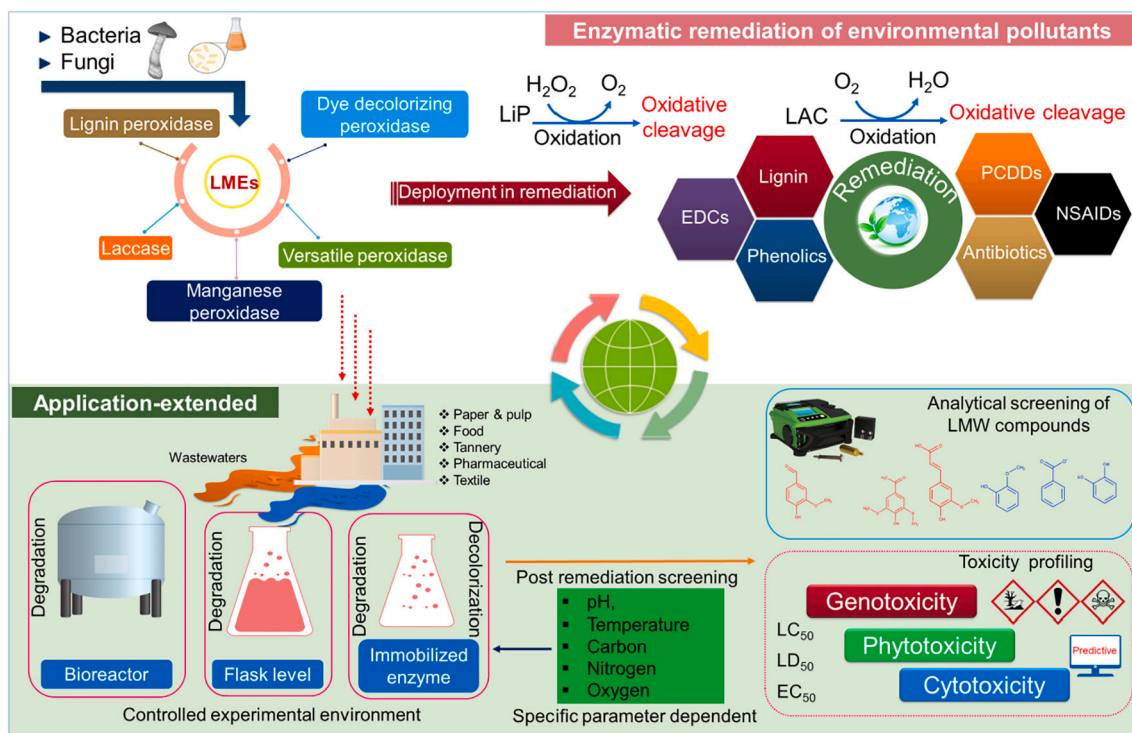 Bacteria
Fungi
Enzymatic remediation of environmental pollutants
Lignin peroxidase
Dye decolorizing
peroxidase
LMEs
Laccase
Versatile peroxidase
Manganese
peroxidase
H2O2
O2
LiP
Oxidation
Oxidative
cleavage
O2
H2O
LAC
Oxidation
Oxidative cleavage
Deployment in remediation
EDCs
Lignin
Phenolics
Remediation
PCDDs
Antibiotics
NSAIDs
Application-extended
Wastewaters
Paper & pulp
Food
Tannery
Pharmaceutical
Textile
Degradation
Bioreactor
Degradation
Flask level
Degradation
Decolorization
Immobilized
enzyme
Controlled experimental environment
Post remediation screening
pH,
Temperature
Carbon
Nitrogen
Oxygen
Specific parameter dependent
Analytical screening of
LMW compounds
Toxicity profiling
Genotoxicity
Phytotoxicity
Cytotoxicity
LC50
LD50
EC50
Predictive